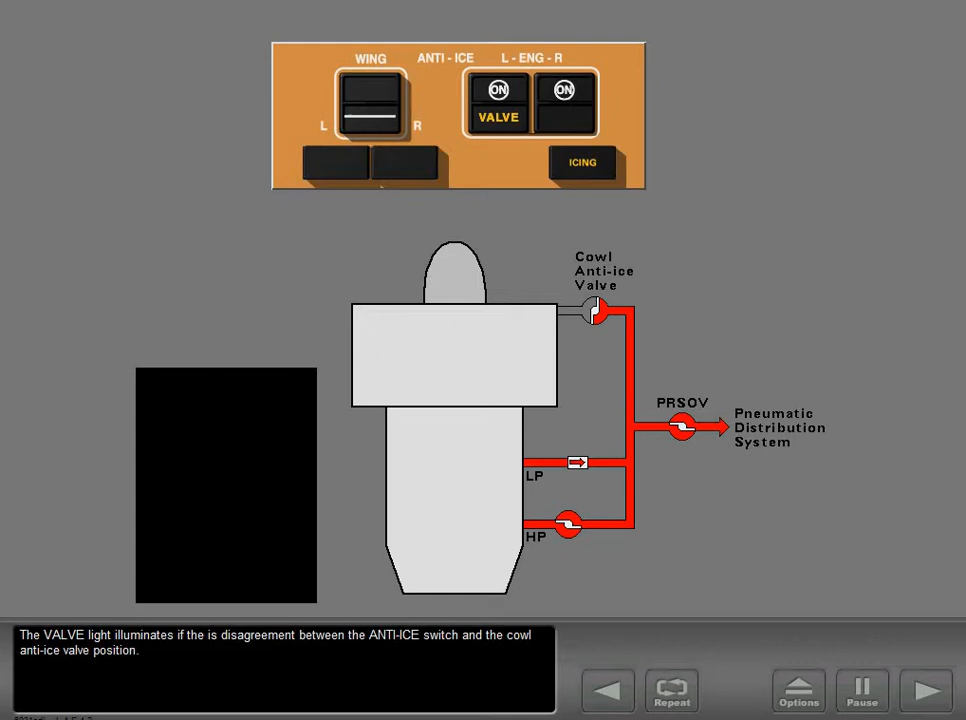 WING ANTI - ICE L - ENG - R
ON ON
VALVE
L R
ICING
Cowl
Anti-ice
Valve
PRSOV
Pneumatic
Distribution
System
LP
HP
The VALVE light illuminates if the is disagreement between the ANTI-ICE switch and the cowl
anti-ice valve position.
Repeat Options Pause